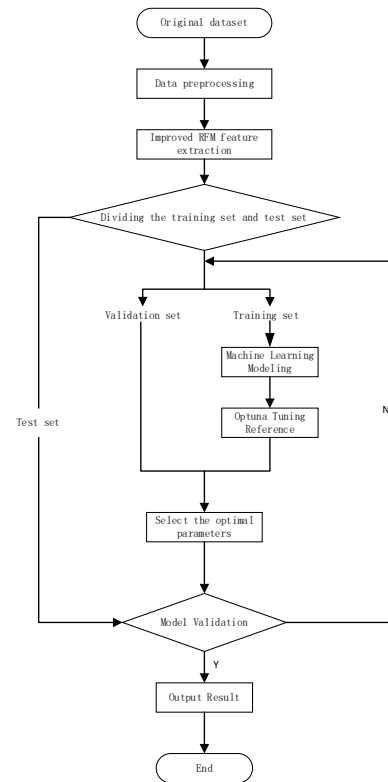 Original dataset
Data preprocessing
Improved RFM feature
extraction
Dividing the training set and test set
Validation set
Training set
Machine Learning
Modeling
Optuna Tuning
Reference
Test set
N
Select the optimal
parameters
Model Validation
Y
Output Result
End